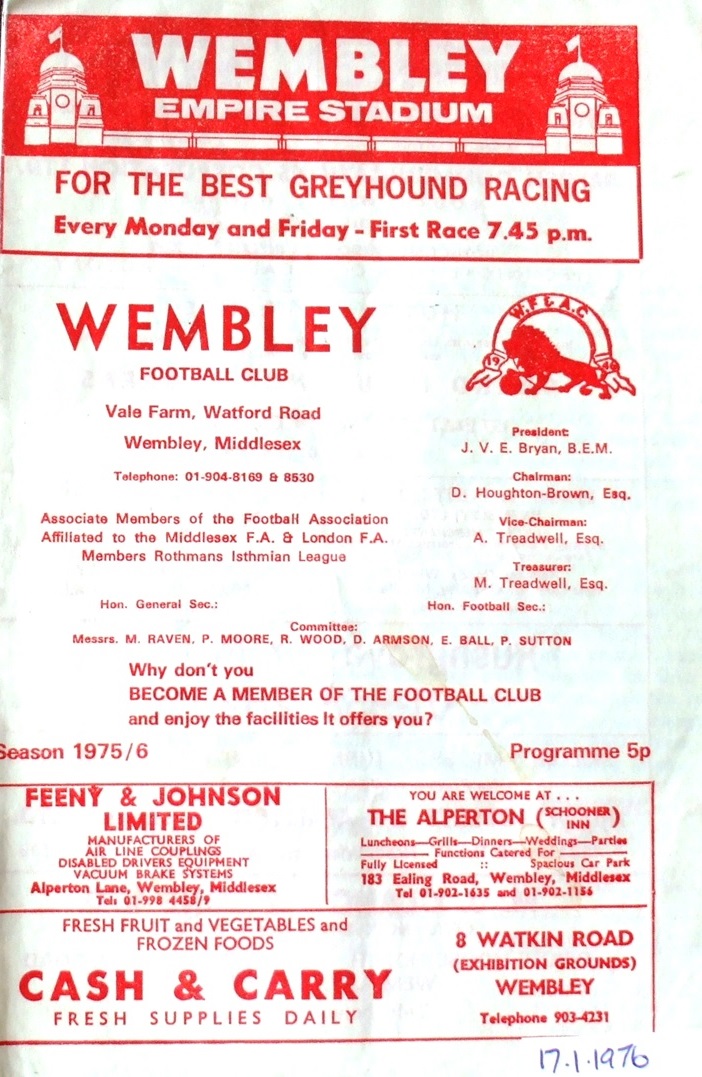 WEMBLEY
EMPIRE STADIUM
FOR THE BEST GREYHOUND RACING
Every Monday and Friday - First Race 7.45 p.m.
WEMBLEY
FOOTBALL CLUB
Vale Farm, Watford Road
Wembley, Middlesex
Telephone: 01-904-8169 & 8530
Associate Members of the Football Association
Affiliated to the Middlesex F.A. & London F.A.
Members Rothmans Isthmian League
W.F.&.A.C
19 46
President:
J. V. E. Bryan, B.E.M.
Chairman:
D. Houghton-Brown, Esq.
Vice-Chairman:
A. Treadwell, Esq.
Treasurer:
M. Treadwell, Esq.
Hon. General Sec.:
Hon. Football Sec.:
Committee:
Messrs. M. RAVEN, P. MOORE, R. WOOD, D. ARMSON, E. BALL, P. SUTTON
Why don't you
BECOME A MEMBER OF THE FOOTBALL CLUB
and enjoy the facilities It offers you?
Season 1975/6
Programme 5p
FEENY & JOHNSON
LIMITED
MANUFACTURERS OF
AIR LINE COUPLINGS
DISABLED DRIVERS EQUIPMENT
VACUUM BRAKE SYSTEMS
Alperton Lane, Wembley, Middlesex
Tel: 01-998 4458/9
YOU ARE WELCOME AT . . .
THE ALPERTON (SCHOONER INN)
Luncheons—Grills—Dinners—Weddings—Parties
Functions Catered For
Fully Licensed :: Spacious Car Park
183 Ealing Road, Wembley, Middlesex
Tel 01-902-1635 and 01-902-1156
FRESH FRUIT and VEGETABLES and
FROZEN FOODS
CASH & CARRY
FRESH SUPPLIES DAILY
8 WATKIN ROAD
(EXHIBITION GROUNDS)
WEMBLEY
Telephone 903-4231
17.1.1976